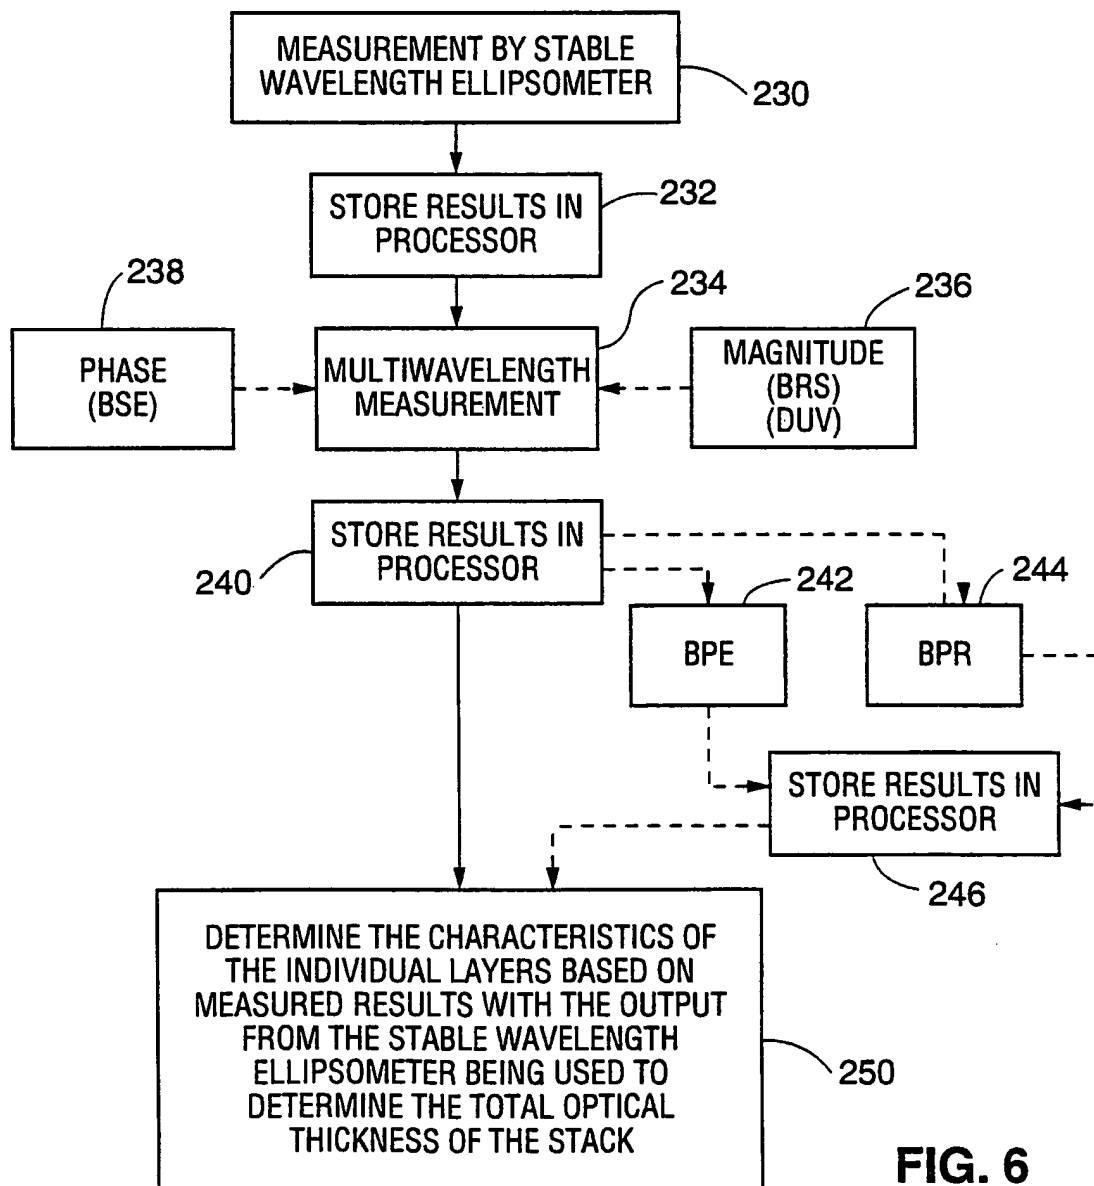 MEASUREMENT BY STABLE
WAVELENGTH ELLIPSOMETER
230
STORE RESULTS IN
PROCESSOR
232
238
234
236
PHASE
(BSE)
MULTIWAVELENGTH
MEASUREMENT
MAGNITUDE
(BRS)
(DUV)
STORE RESULTS IN
PROCESSOR
240
242
244
BPE
BPR
STORE RESULTS IN
PROCESSOR
246
DETERMINE THE CHARACTERISTICS OF
THE INDIVIDUAL LAYERS BASED ON
MEASURED RESULTS WITH THE OUTPUT
FROM THE STABLE WAVELENGTH
ELLIPSOMETER BEING USED TO
DETERMINE THE TOTAL OPTICAL
THICKNESS OF THE STACK
250
FIG. 6